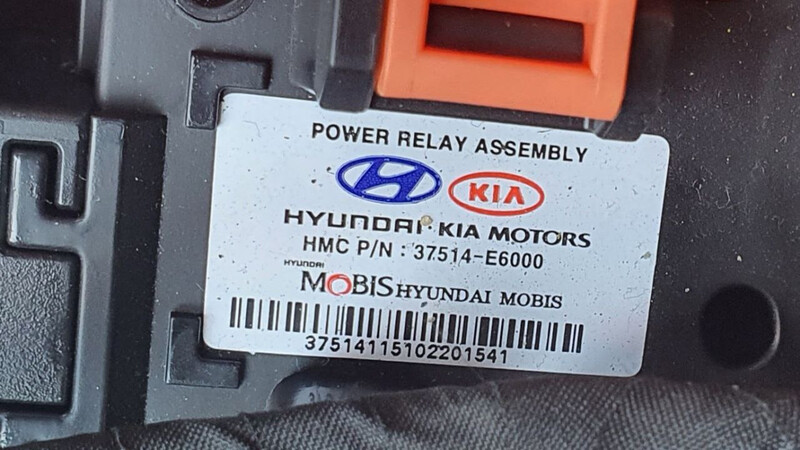 POWER RELAY ASSEMBLY
KIA
HYUNDAI·KIA MOTORS
HMC P/N : 37514-E6000
HYUNDAI
MOBIS HYUNDAI MOBIS
37514115102201541